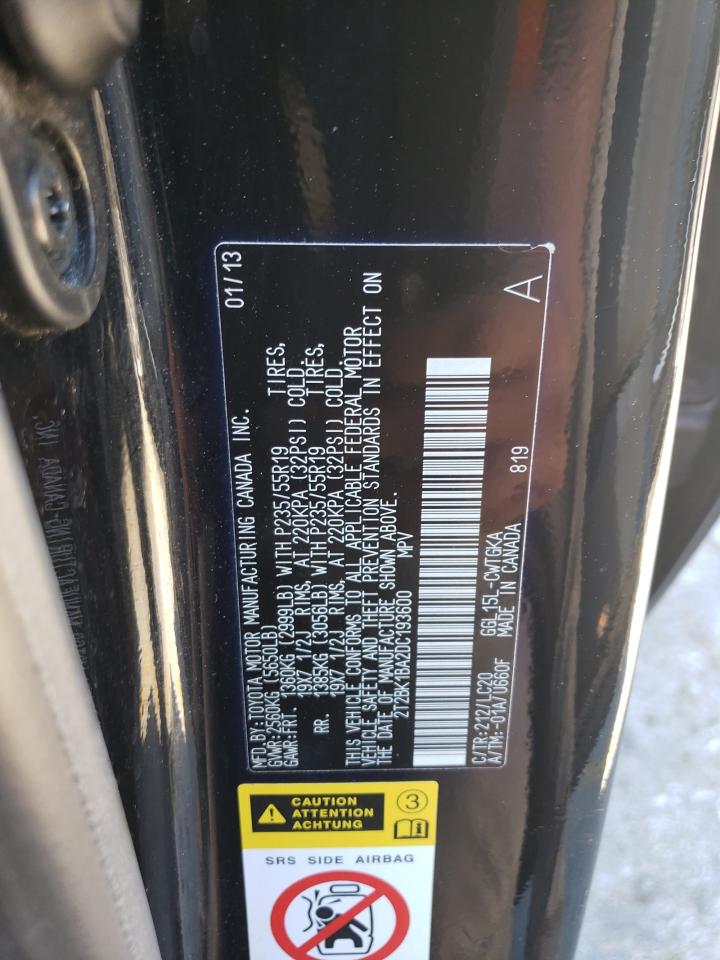 MFD.BY:TOYOTA MOTOR MANUFACTURING CANADA INC. 01/13
GVWR:2560KG(5650LB)
GAWR:FRT. 1360KG (2999LB) WITH P235/55R19 TIRES,
19X7 1/2J RIMS, AT 220KPA (32PSI) COLD.
RR. 1385KG (3056LB) WITH P235/55R19 TIRES,
19X7 1/2J RIMS, AT 220KPA (32PSI) COLD.
THIS VEHICLE CONFORMS TO ALL APPLICABLE FEDERAL MOTOR
VEHICLE SAFETY AND THEFT PREVENTION STANDARDS IN EFFECT ON
THE DATE OF MANUFACTURE SHOWN ABOVE.
2T2BK1BA2DC193600 MPV
C/TR:212/LC20 GGL15L-CWTGKA 819 A
A/TM:-01A/U660F MADE IN CANADA
CAUTION
ATTENTION
ACHTUNG
3
SRS SIDE AIRBAG